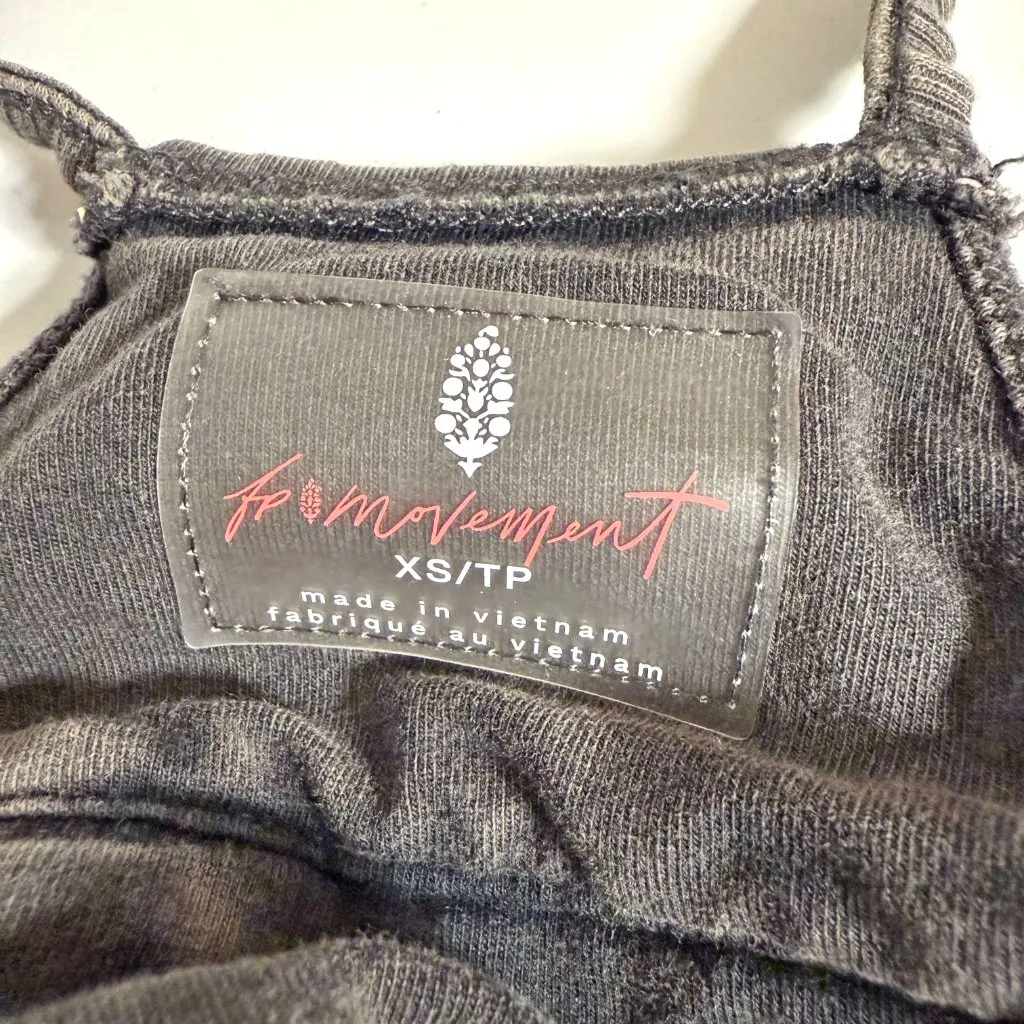 fp movement
XS/TP
made in vietnam
fabriqué au vietnam